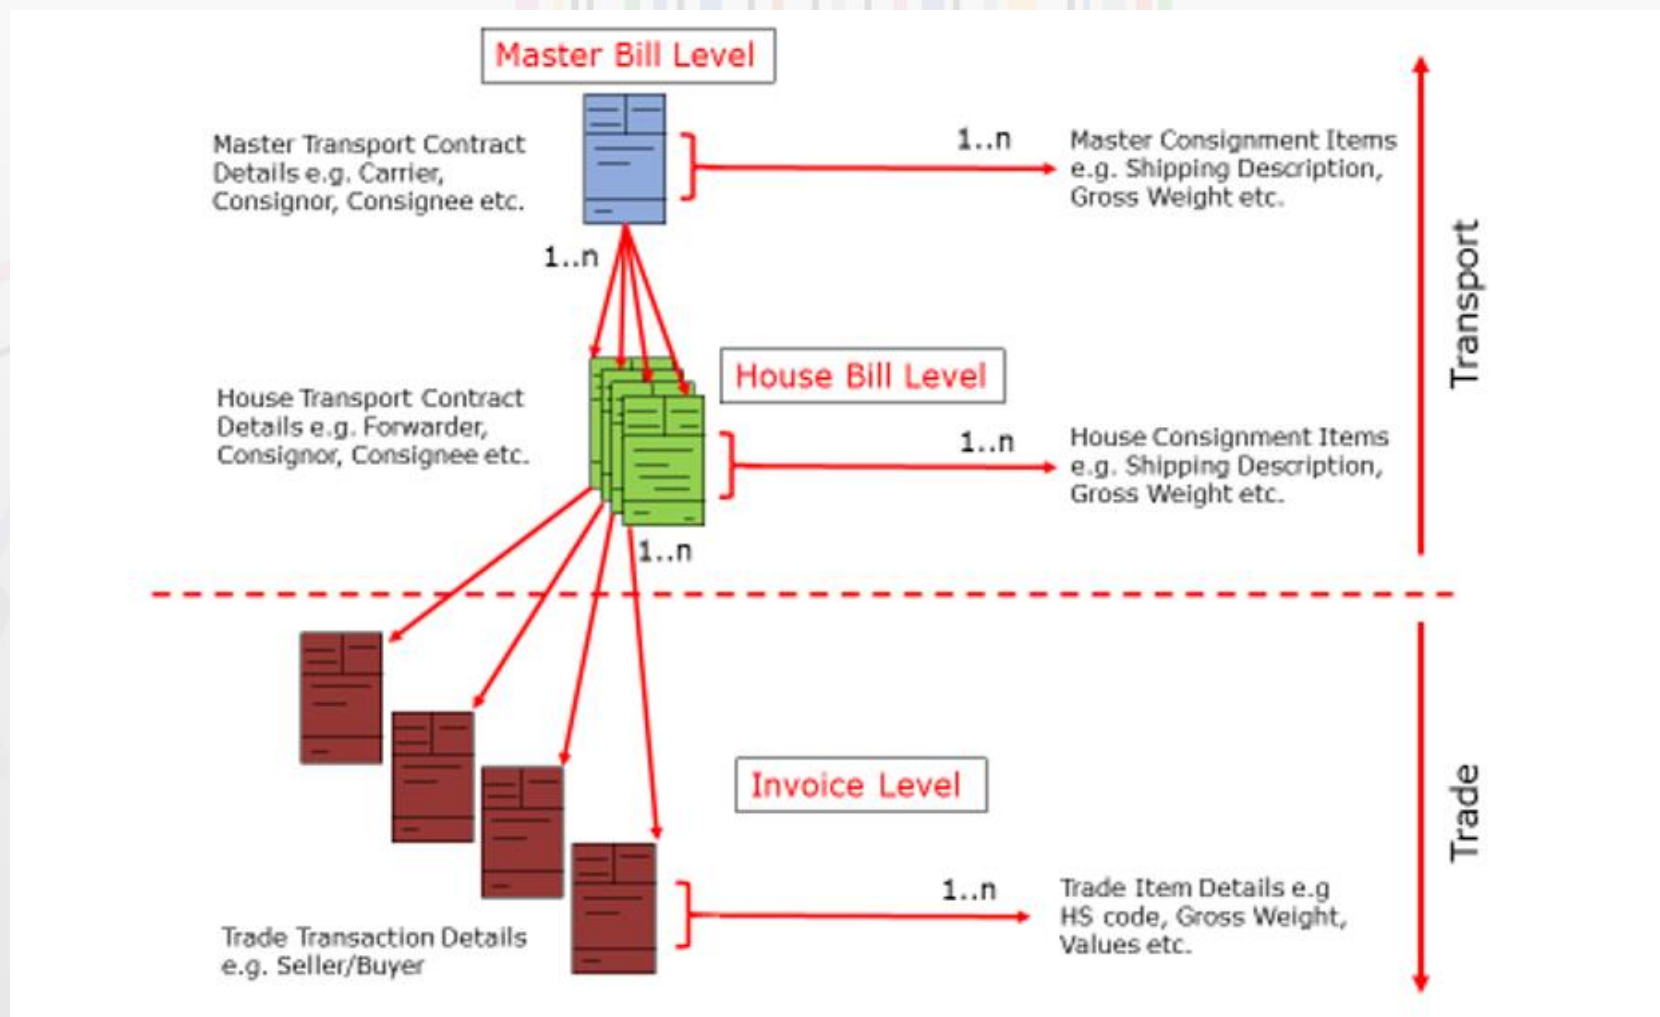 Master Bill Level
Master Transport Contract
Details e.g. Carrier,
Consignor, Consignee etc.
1..n
Master Consignment Items
e.g. Shipping Description,
Gross Weight etc.
1..n
Transport
House Bill Level
House Transport Contract
Details e.g. Forwarder,
Consignor, Consignee etc.
1..n
House Consignment Items
e.g. Shipping Description,
Gross Weight etc.
1..n
Invoice Level
Trade
Trade Transaction Details
e.g. Seller/Buyer
1..n
Trade Item Details e.g
HS code, Gross Weight,
Values etc.